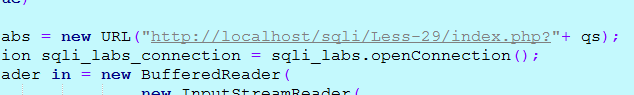 abs = new URL("http://localhost/sqli/Less-29/index.php?"+ qs);
ion sqli_labs_connection = sqli_labs.openConnection();
ader in = new BufferedReader(
new InputStreamReader(